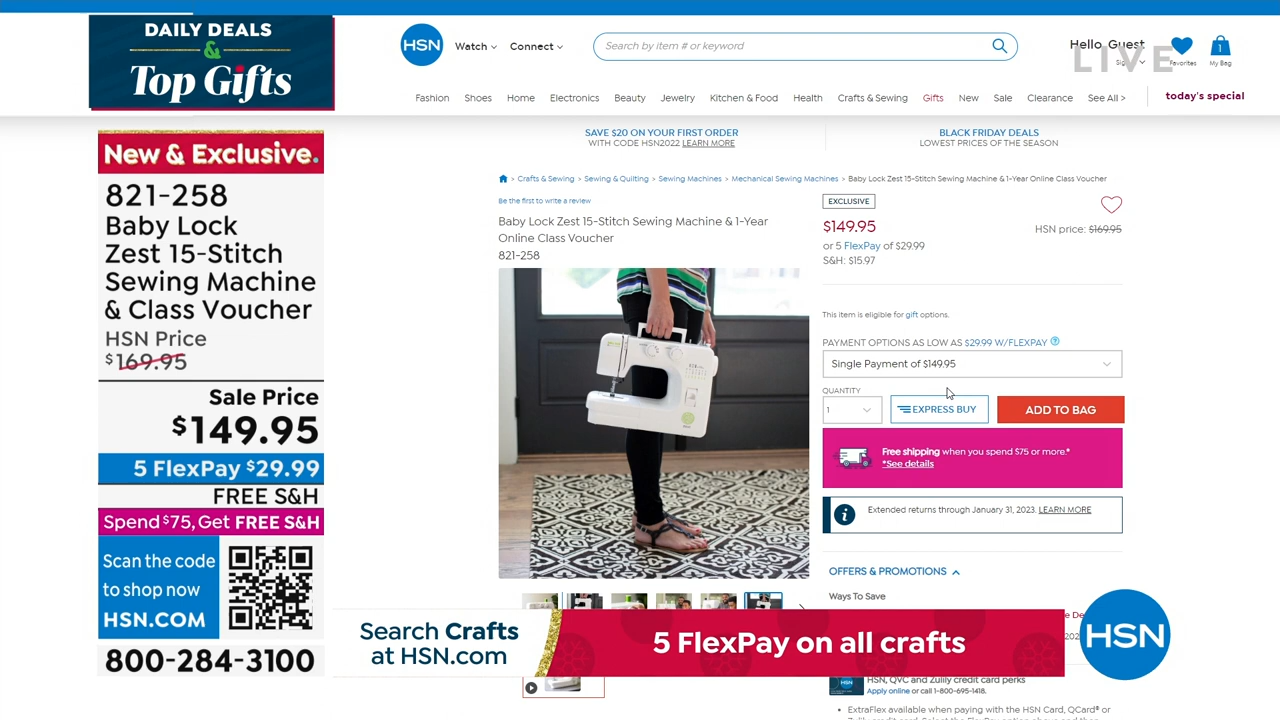 DAILY DEALS
&
Top Gifts
HSN
Watch
Connect
Search by item # or keyword
Hello, Guest
LIVE
Favorites
1
My Bag
Fashion
Shoes
Home
Electronics
Beauty
Jewelry
Kitchen & Food
Health
Crafts & Sewing
Gifts
New
Sale
Clearance
See All >
today's special
SAVE $20 ON YOUR FIRST ORDER
WITH CODE HSN2022 LEARN MORE
BLACK FRIDAY DEALS
LOWEST PRICES OF THE SEASON
New & Exclusive.
821-258
Baby Lock
Zest 15-Stitch
Sewing Machine
& Class Voucher
HSN Price
$169.95
Sale Price
$149.95
5 FlexPay $29.99
FREE S&H
Spend $75, Get FREE S&H
Scan the code
to shop now
HSN.COM
800-284-3100
> Crafts & Sewing > Sewing & Quilting > Sewing Machines > Mechanical Sewing Machines > Baby Lock Zest 15-Stitch Sewing Machine & 1-Year Online Class Voucher
Be the first to write a review
Baby Lock Zest 15-Stitch Sewing Machine & 1-Year
Online Class Voucher
821-258
EXCLUSIVE
$149.95
HSN price: $169.95
or 5 FlexPay of $29.99
S&H: $15.97
This item is eligible for gift options.
PAYMENT OPTIONS AS LOW AS $29.99 W/FLEXPAY
Single Payment of $149.95
QUANTITY
1
EXPRESS BUY
ADD TO BAG
Free shipping when you spend $75 or more.*
*See details
Extended returns through January 31, 2023. LEARN MORE
OFFERS & PROMOTIONS
Ways To Save
Search Crafts
at HSN.com
5 FlexPay on all crafts
HSN
HSN, QVC and Zulily credit card perks
Apply online or call 1-800-695-1418.
• ExtraFlex available when paying with the HSN Card, QCard® or